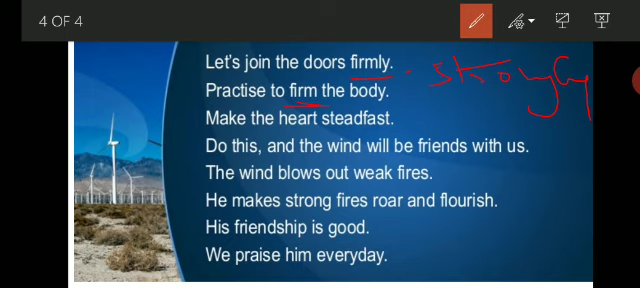 4 OF 4
Let's join the doors firmly. strongly
Practise to firm the body.
Make the heart steadfast.
Do this, and the wind will be friends with us.
The wind blows out weak fires.
He makes strong fires roar and flourish.
His friendship is good.
We praise him everyday.